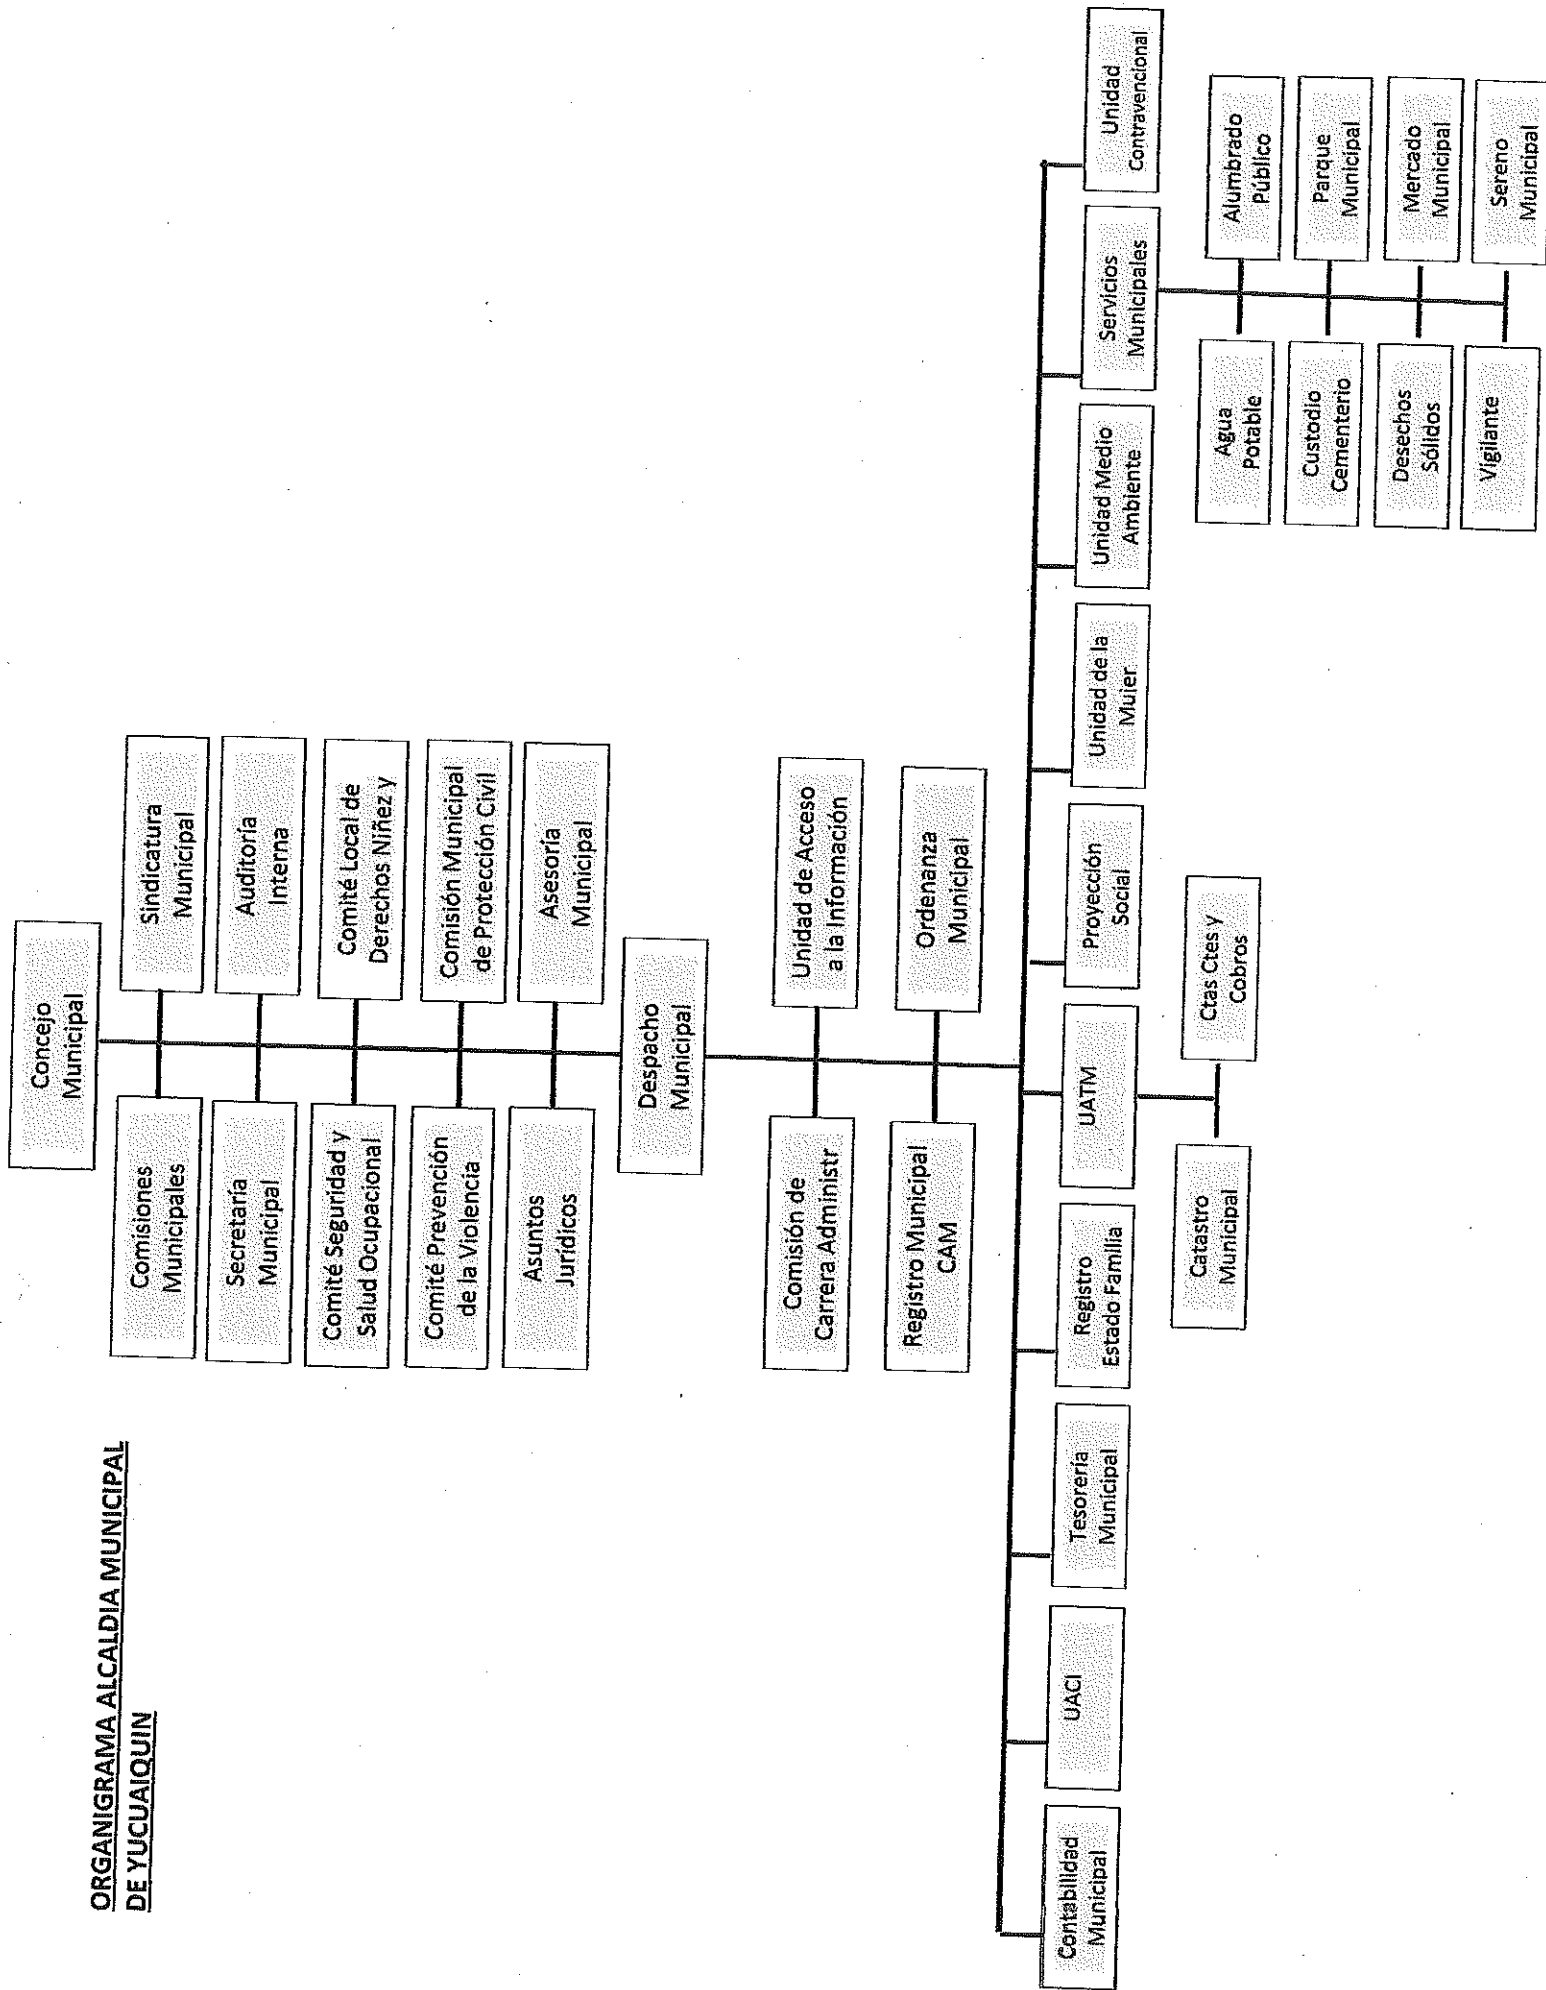 ORGANIGRAMA ALCALDIA MUNICIPAL
DE YUCUAIQUIN
Concejo
Municipal
Comisiones
Municipales
Sindicatura
Municipal
Secretaría
Municipal
Auditoría
Interna
Comité Seguridad y
Salud Ocupacional
Comité Local de
Derechos Niñez y
Comité Prevención
de la Violencia
Comisión Municipal
de Protección Civil
Asuntos
Jurídicos
Asesoría
Municipal
Despacho
Municipal
Comisión de
Carrera Administr
Unidad de Acceso
a la Información
Registro Municipal
CAM
Ordenanza
Municipal
Contabilidad
Municipal
UACI
Tesorería
Municipal
Registro
Estado Familia
UATM
Proyección
Social
Unidad de la
Mujer
Unidad Medio
Ambiente
Servicios
Municipales
Unidad
Contravencional
Catastro
Municipal
Ctas Ctes y
Cobros
Agua
Potable
Alumbrado
Público
Custodio
Cementerio
Parque
Municipal
Desechos
Sólidos
Mercado
Municipal
Vigilante
Sereno
Municipal